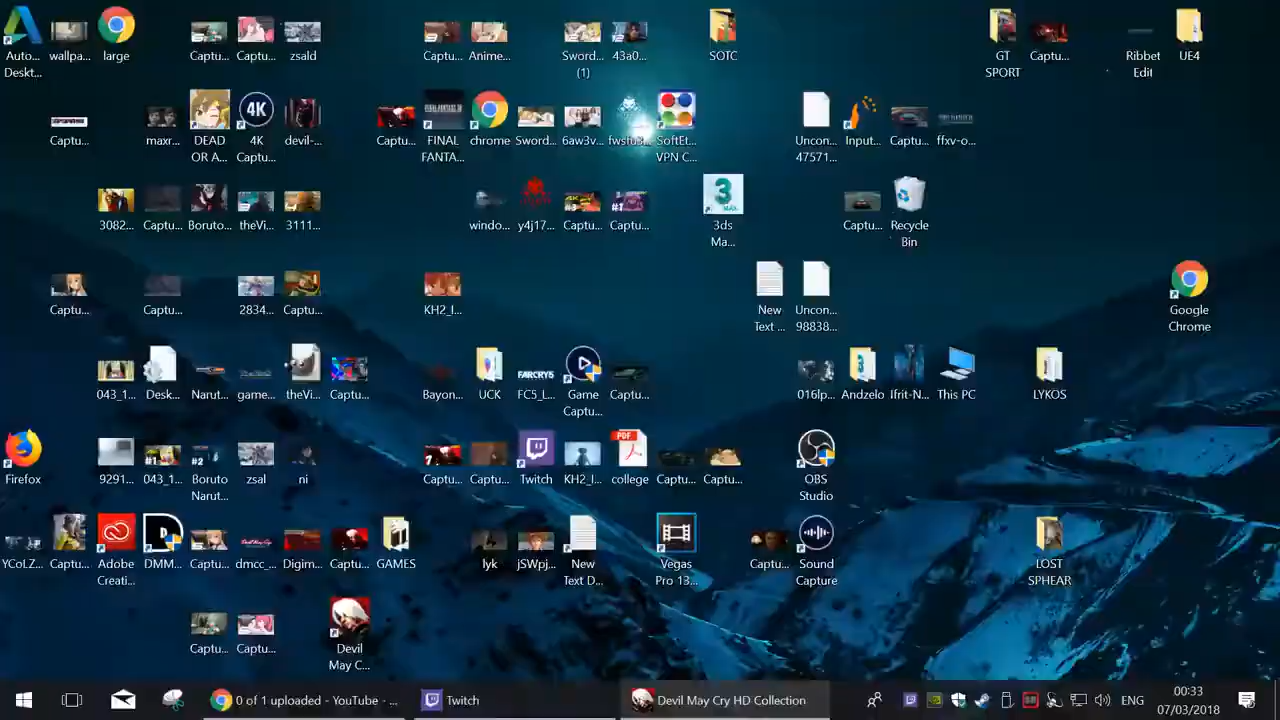 Auto... Deskt...
wallpa...
large
Captu...
Captu...
zsald
Captu...
Anime...
Sword... (1)
43a0...
SOTC
GT SPORT
Captu...
Ribbet Edit
UE4
Captu...
maxr...
DEAD OR A...
4K Captu...
devil-...
Captu...
FINAL FANTA...
chrome
Sword...
6aw3v...
fwsfu3...
SoftEt... VPN C...
Uncon... 47571...
Input...
Captu...
ffxv-o...
3082...
Captu...
Boruto...
theVi...
3111...
windo...
y4j17...
Captu...
Captu...
3ds Ma...
Captu...
Recycle Bin
Captu...
Captu...
2834...
Captu...
KH2_I...
New Text ...
Uncon... 98838...
Google Chrome
043_1...
Desk...
Narut...
game...
theVi...
Captu...
Bayon...
UCK
FARCRY5
FC5_L...
Game Captu...
Captu...
016lp...
Andzelo
Ifrit-N...
This PC
LYKOS
Firefox
9291...
#1
043_1...
#2
Boruto Narut...
zsal
ni
Captu...
Captu...
Twitch
KH2_I...
PDF
college
Captu...
Captu...
OBS Studio
YCoLZ...
Captu...
Adobe Creati...
DMM...
Captu...
dmcc_...
Digim...
Captu...
GAMES
lyk
jSWpj...
New Text D...
Vegas Pro 13...
Captu...
Sound Capture
LOST SPHEAR
Captu...
Captu...
Devil May C...
0 of 1 uploaded - YouTube - ...
Twitch
Devil May Cry HD Collection
ENG
00:33
07/03/2018